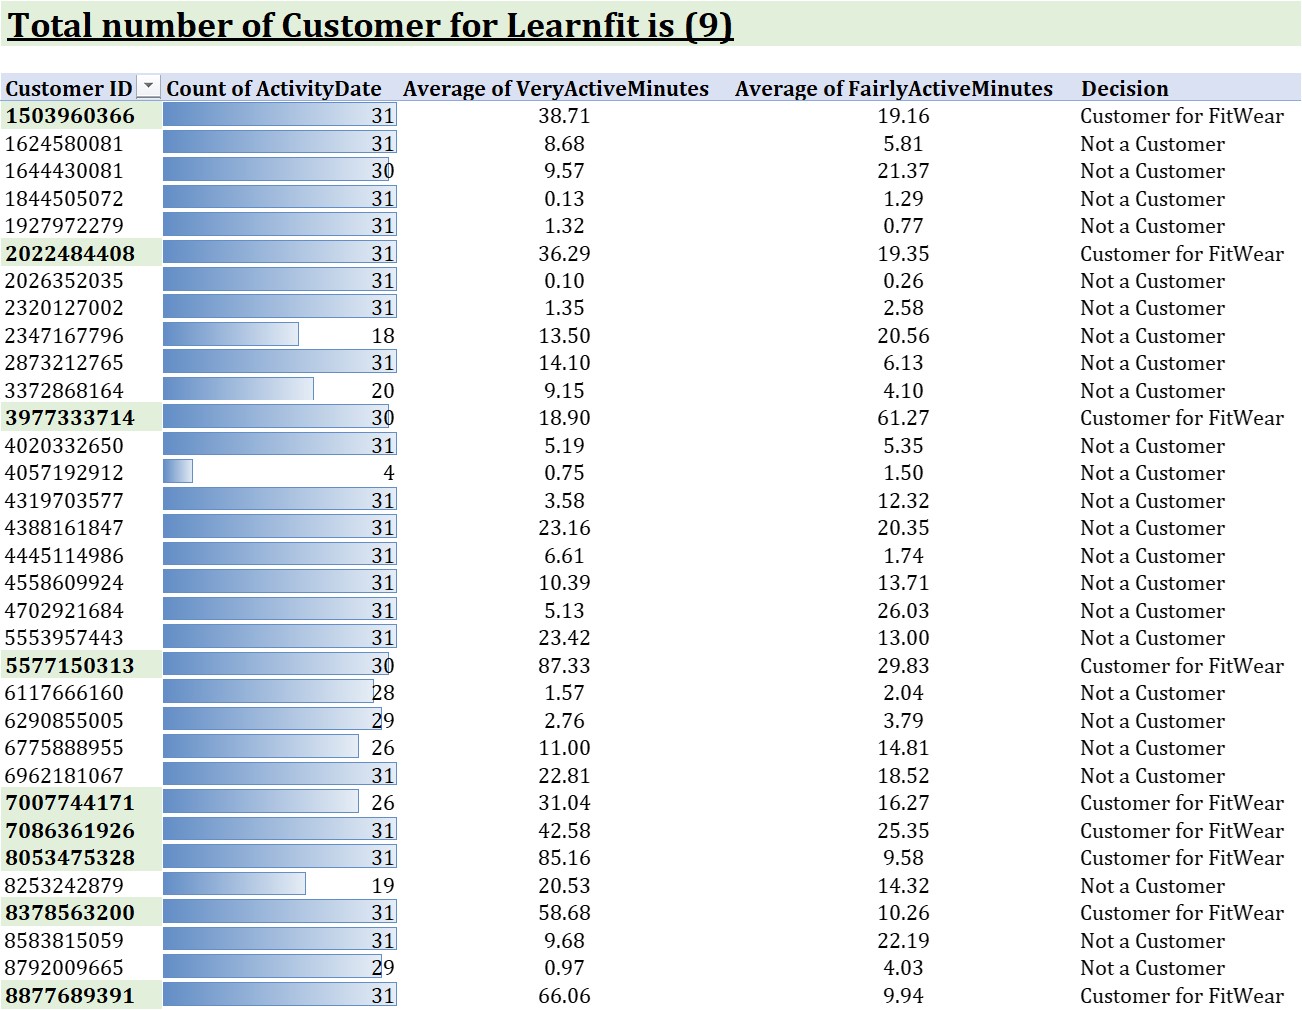 Total number of Customer for Learnfit is (9)
Customer ID Count of ActivityDate Average of VeryActiveMinutes Average of FairlyActiveMinutes Decision
1503960366 31 38.71 19.16 Customer for FitWear
1624580081 31 8.68 5.81 Not a Customer
1644430081 30 9.57 21.37 Not a Customer
1844505072 31 0.13 1.29 Not a Customer
1927972279 31 1.32 0.77 Not a Customer
2022484408 31 36.29 19.35 Customer for FitWear
2026352035 31 0.10 0.26 Not a Customer
2320127002 31 1.35 2.58 Not a Customer
2347167796 18 13.50 20.56 Not a Customer
2873212765 31 14.10 6.13 Not a Customer
3372868164 20 9.15 4.10 Not a Customer
3977333714 30 18.90 61.27 Customer for FitWear
4020332650 31 5.19 5.35 Not a Customer
4057192912 4 0.75 1.50 Not a Customer
4319703577 31 3.58 12.32 Not a Customer
4388161847 31 23.16 20.35 Not a Customer
4445114986 31 6.61 1.74 Not a Customer
4558609924 31 10.39 13.71 Not a Customer
4702921684 31 5.13 26.03 Not a Customer
5553957443 31 23.42 13.00 Not a Customer
5577150313 30 87.33 29.83 Customer for FitWear
6117666160 28 1.57 2.04 Not a Customer
6290855005 29 2.76 3.79 Not a Customer
6775888955 26 11.00 14.81 Not a Customer
6962181067 31 22.81 18.52 Not a Customer
7007744171 26 31.04 16.27 Customer for FitWear
7086361926 31 42.58 25.35 Customer for FitWear
8053475328 31 85.16 9.58 Customer for FitWear
8253242879 19 20.53 14.32 Not a Customer
8378563200 31 58.68 10.26 Customer for FitWear
8583815059 31 9.68 22.19 Not a Customer
8792009665 29 0.97 4.03 Not a Customer
8877689391 31 66.06 9.94 Customer for FitWear